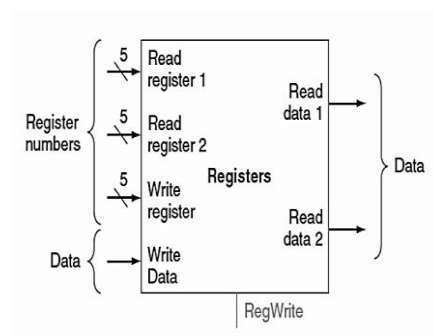 5
Read
register 1
5
Read
register 2
5
Write
register
Write
Data
Register
numbers
Data
Registers
Read
data 1
Read
data 2
Data
RegWrite